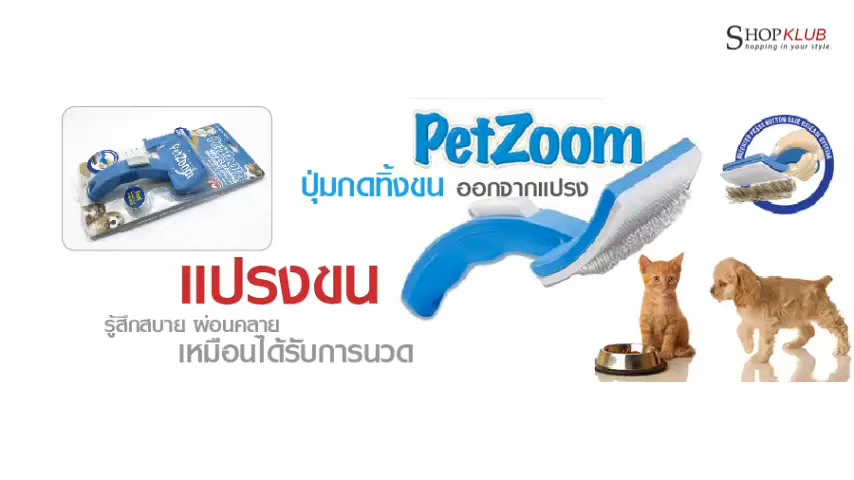 SHOPKLUB
Shopping in your style.
PetZoom
PetZoom
ปุ่มกดทิ้งขน ออกจากแปรง
แปรงขน
รู้สึกสบาย ผ่อนคลาย
เหมือนได้รับการนวด